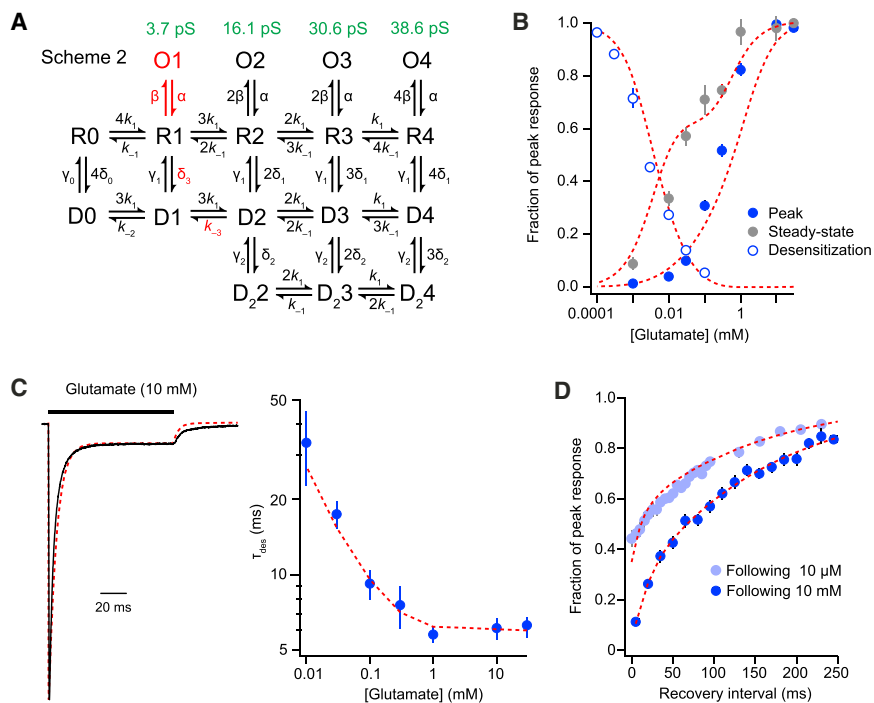 A
3.7 pS 16.1 pS 30.6 pS 38.6 pS
Scheme 2 O1 O2 O3 O4
β α 2β α 2β α 4β α
4k₁ 3k₁ 2k₁ k₁
R0 R1 R2 R3 R4
k₋₁ 2k₋₁ 3k₋₁ 4k₋₁
γ₀ 4δ₀ γ₁ δ₃ γ₁ 2δ₁ γ₁ 3δ₁ γ₁ 4δ₁
3k₁ 3k₁ 2k₁ k₁
D0 D1 D2 D3 D4
k₋₂ k₋₃ 2k₋₁ 3k₋₁
γ₂ δ₂ γ₂ 2δ₂ γ₂ 3δ₂
2k₁ k₁
D₂2 D₂3 D₂4
k₋₁ 2k₋₁
B
Fraction of peak response
1.0
0.8
0.6
0.4
0.2
0.0
Peak
Steady-state
Desensitization
0.0001 0.01 1
[Glutamate] (mM)
C
Glutamate (10 mM)
20 ms
τdes (ms)
50
20
10
5
0.01 0.1 1 10
[Glutamate] (mM)
D
Fraction of peak response
1.0
0.8
0.6
0.4
0.2
0.0
Following 10 µM
Following 10 mM
0 50 100 150 200 250
Recovery interval (ms)